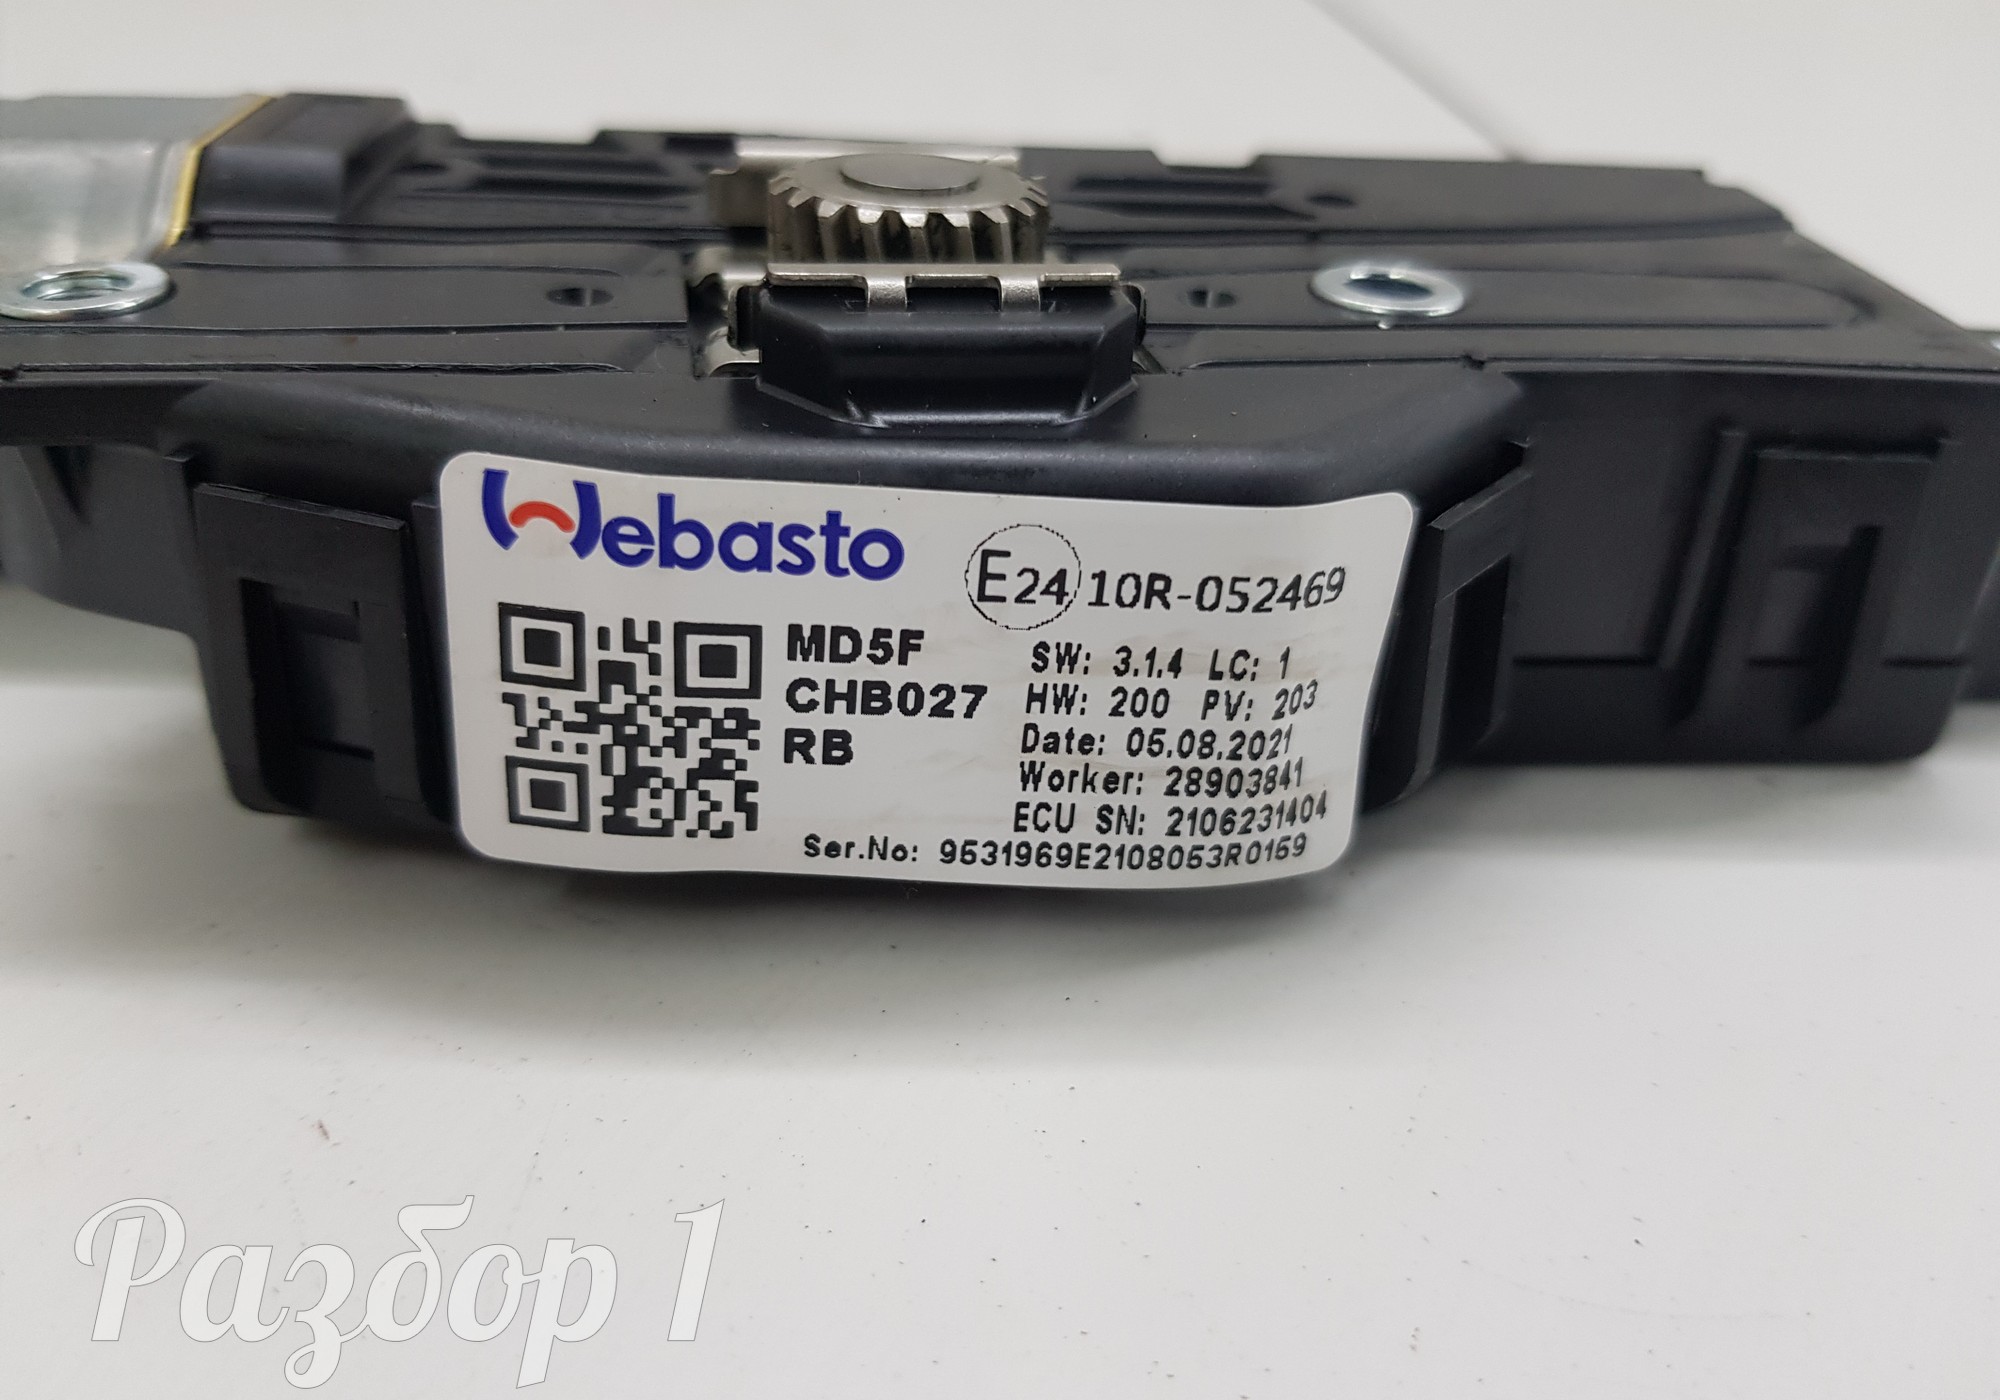 Webasto
E24 10R-052469
MD5F
CHB027
RB
SW: 3.1.4 LC: 1
HW: 200 PV: 203
Date: 05.08.2021
Worker: 28903841
ECU SN: 2106231404
Ser.No: 9531969E2108053R0159
Разбор 1